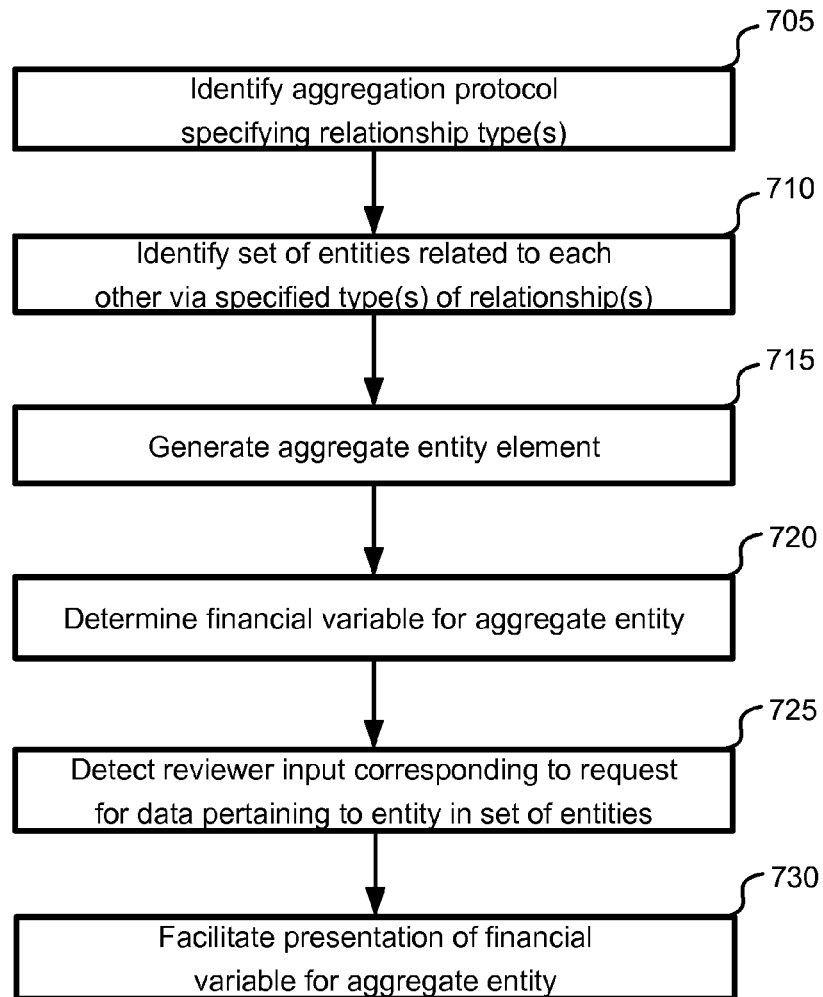 705
Identify aggregation protocol
specifying relationship type(s)
710
Identify set of entities related to each
other via specified type(s) of relationship(s)
715
Generate aggregate entity element
720
Determine financial variable for aggregate entity
725
Detect reviewer input corresponding to request
for data pertaining to entity in set of entities
730
Facilitate presentation of financial
variable for aggregate entity